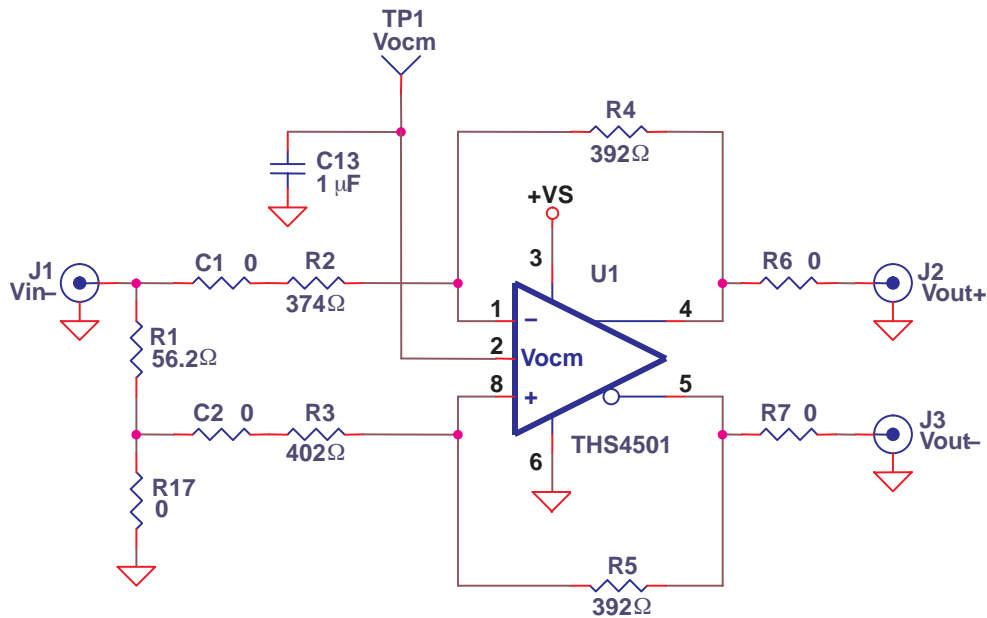 TP1
Vocm
R4
392Ω
C13
1 µF
+VS
3
U1
J1
Vin–
C1 0
R2
374Ω
R6 0
J2
Vout+
1
–
4
R1
56.2Ω
2
Vocm
8
+
5
C2 0
R3
402Ω
R7 0
J3
Vout–
THS4501
6
R17
0
R5
392Ω